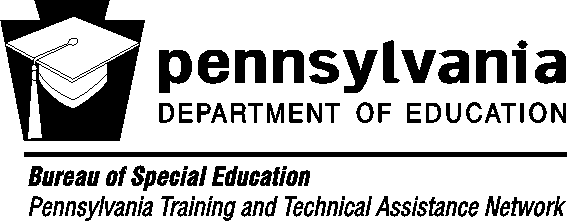 pennsylvania
DEPARTMENT OF EDUCATION
Bureau of Special Education
Pennsylvania Training and Technical Assistance Network